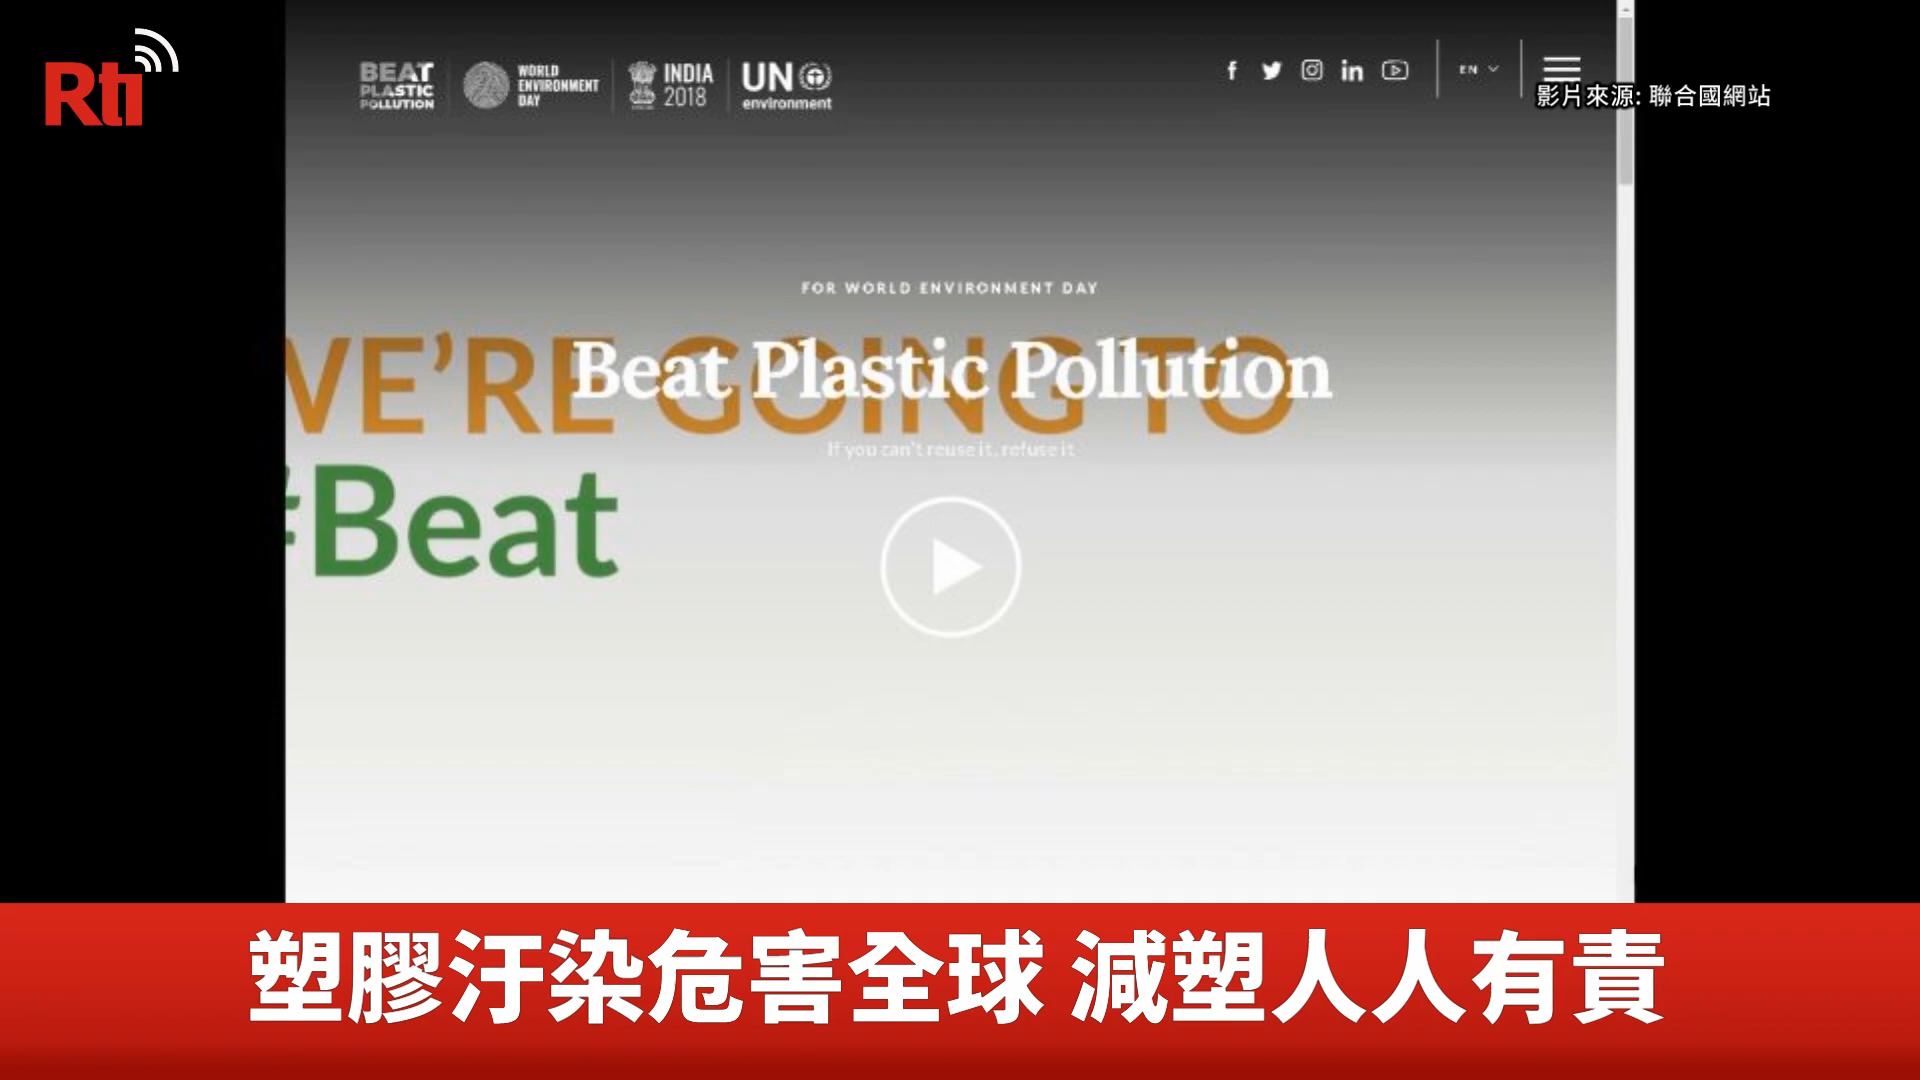 Rti
BEAT
PLASTIC
POLLUTION
WORLD
ENVIRONMENT
DAY
INDIA
2018
UN
environment
EN
影片來源: 聯合國網站
FOR WORLD ENVIRONMENT DAY
WE'RE GOING TO
Beat Plastic Pollution
If you can't reuse it, refuse it
#Beat
塑膠汙染危害全球 減塑人人有責